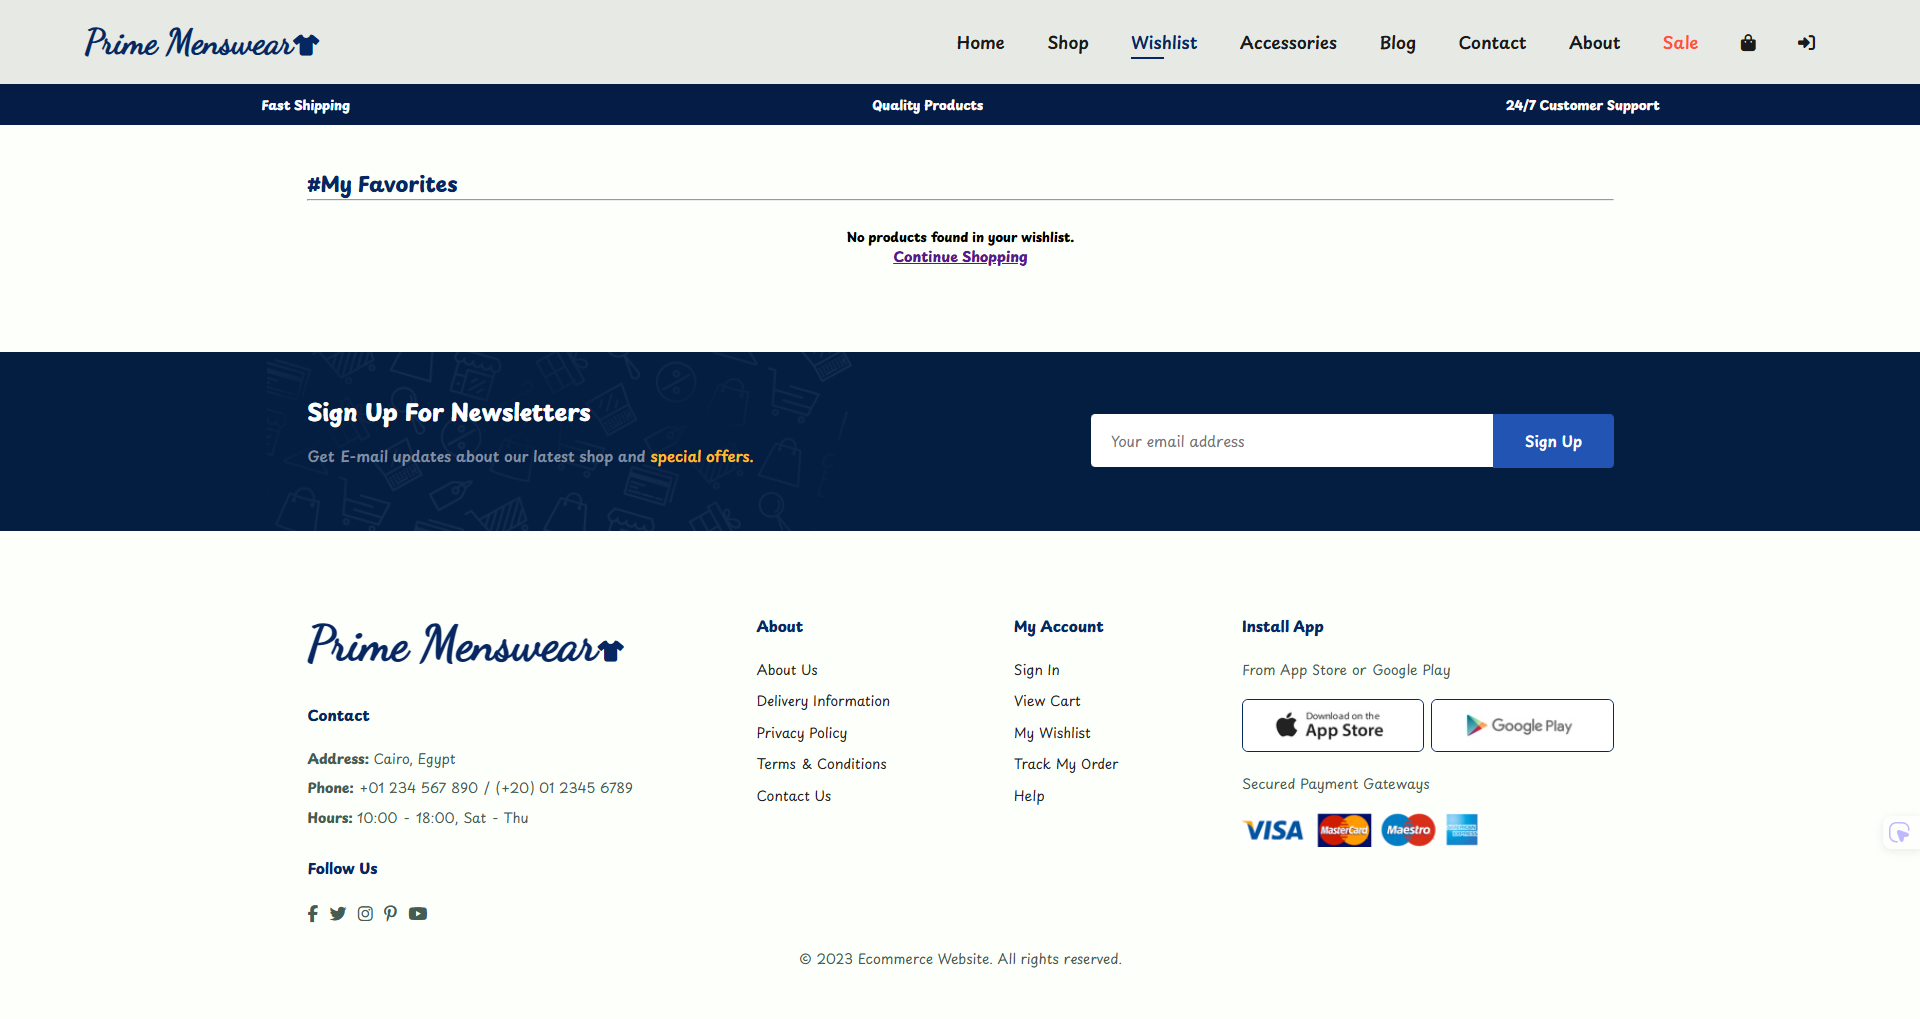 Prime Menswear
Home Shop Wishlist Accessories Blog Contact About Sale
Fast Shipping Quality Products 24/7 Customer Support
#My Favorites
No products found in your wishlist.
Continue Shopping
Sign Up For Newsletters
Get E-mail updates about our latest shop and special offers.
Your email address Sign Up
Prime Menswear
Contact
Address: Cairo, Egypt
Phone: +01 234 567 890 / (+20) 01 2345 6789
Hours: 10:00 - 18:00, Sat - Thu
Follow Us
About
About Us
Delivery Information
Privacy Policy
Terms & Conditions
Contact Us
My Account
Sign In
View Cart
My Wishlist
Track My Order
Help
Install App
From App Store or Google Play
Download on the
App Store
Google Play
Secured Payment Gateways
VISA MasterCard Maestro AMERICAN EXPRESS
© 2023 Ecommerce Website. All rights reserved.